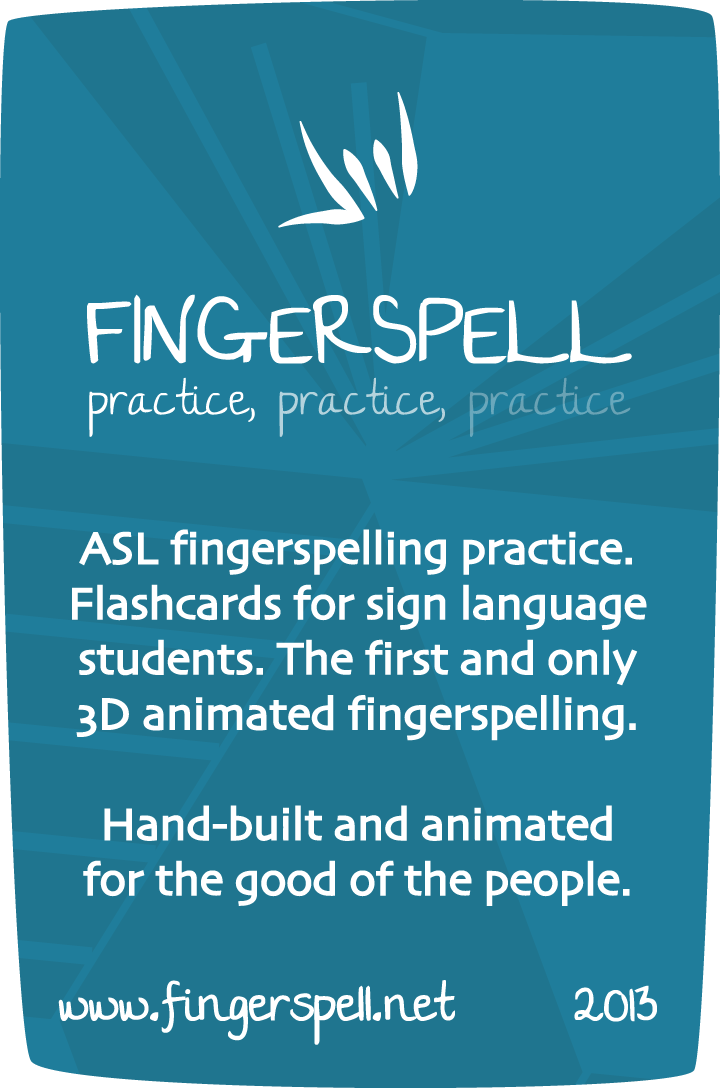 FINGERSPELL
practice, practice, practice
ASL fingerspelling practice.
Flashcards for sign language
students. The first and only
3D animated fingerspelling.
Hand-built and animated
for the good of the people.
www.fingerspell.net 2013